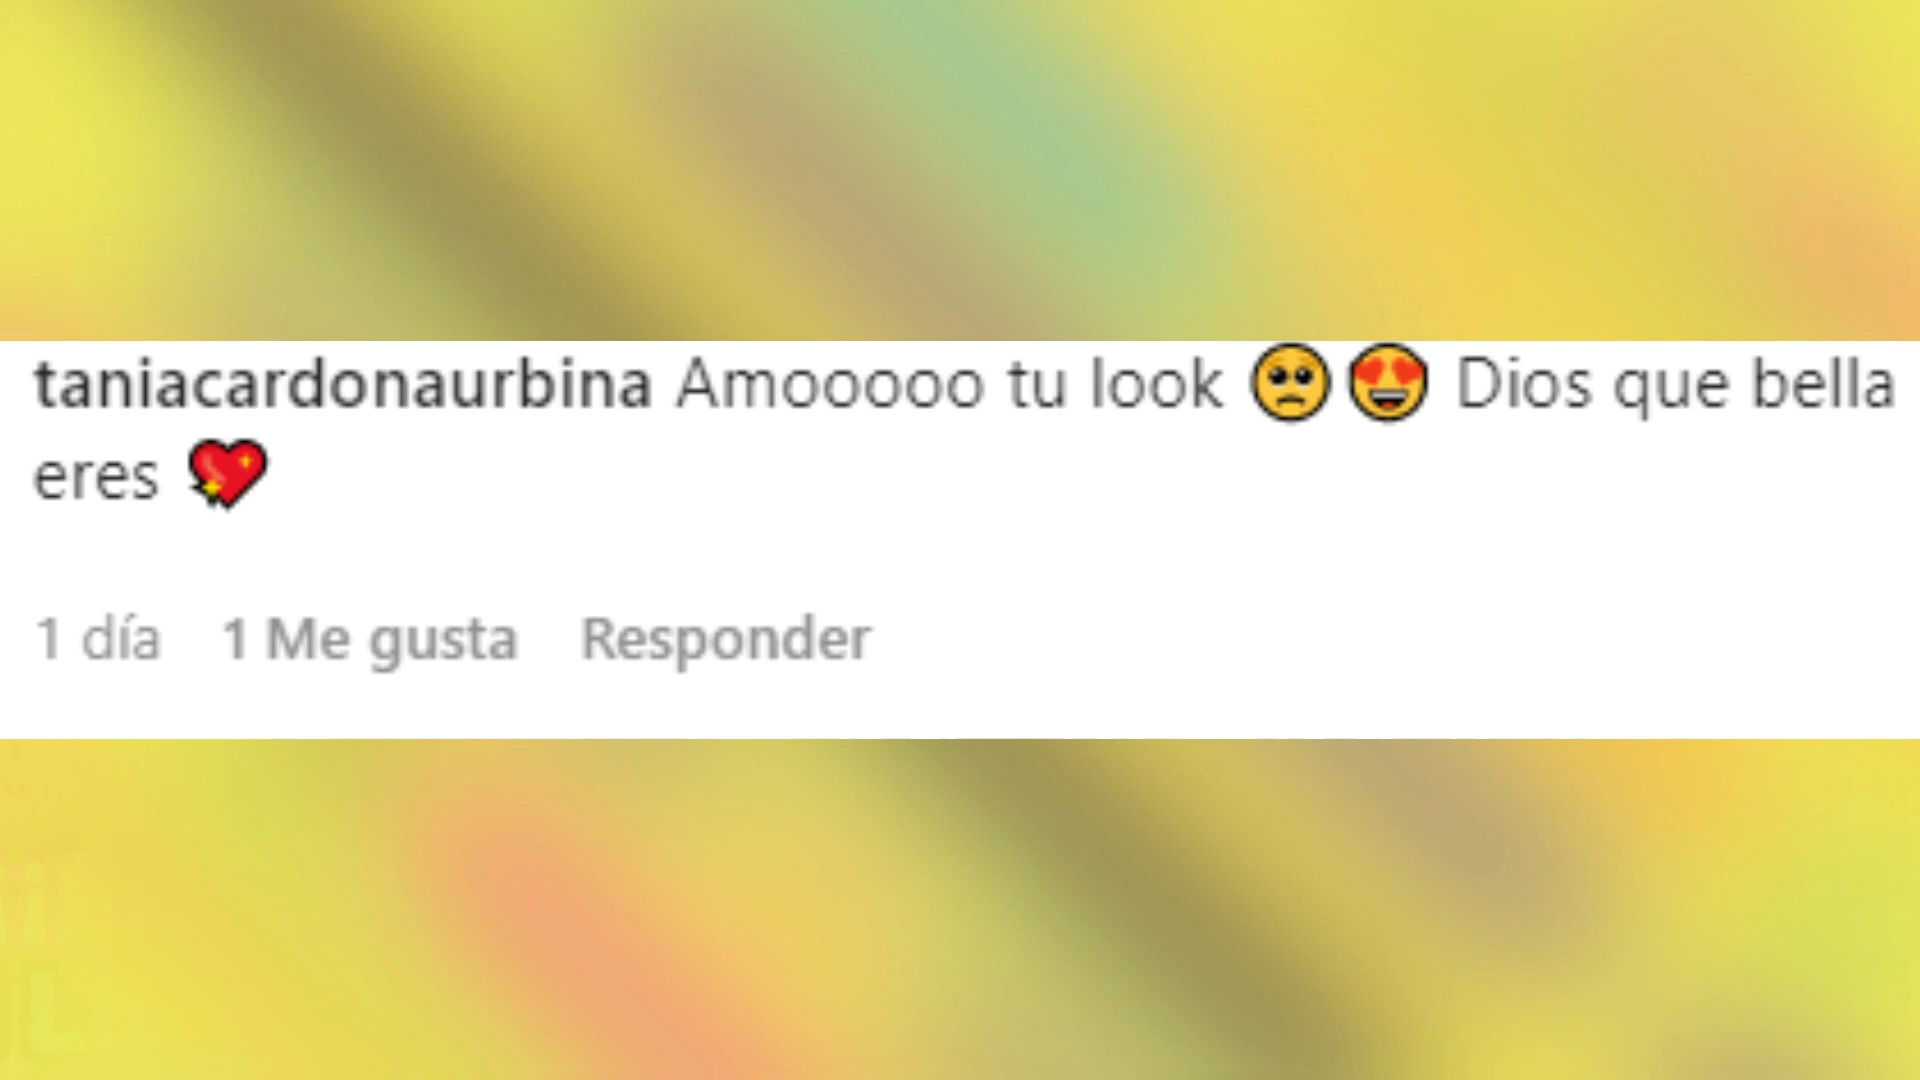 taniacardonaurbina Amooooo tu look 🥺😍 Dios que bella
eres 💖
1 día 1 Me gusta Responder